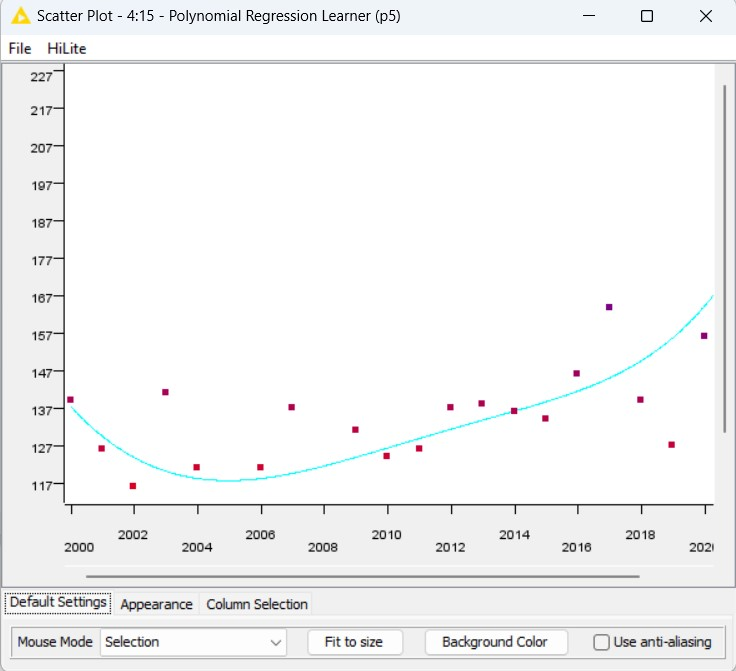 Scatter Plot - 4:15 - Polynomial Regression Learner (p5)
File HiLite
227
217
207
197
187
177
167
157
147
137
127
117
2002 2006 2010 2014 2018
2000 2004 2008 2012 2016 202
Default Settings Appearance Column Selection
Mouse Mode Selection Fit to size Background Color Use anti-aliasing